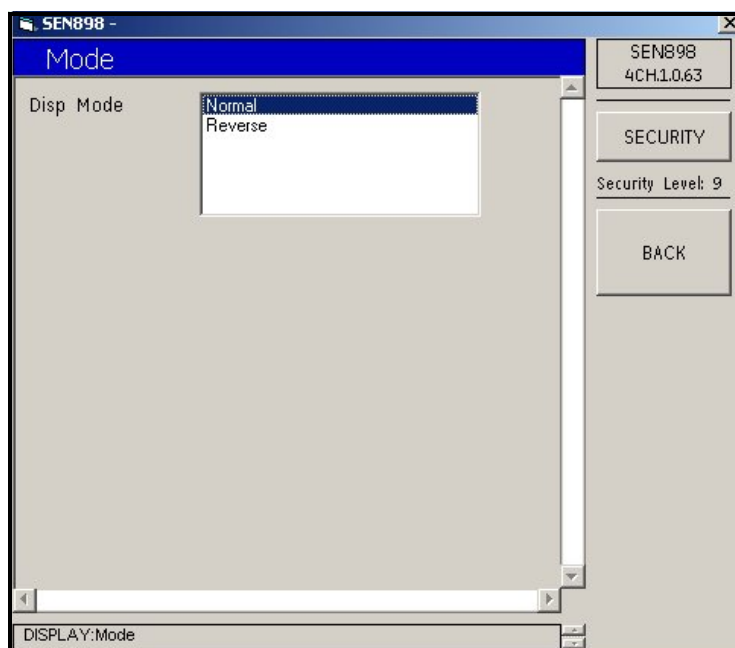 SEN898 -
Mode
Disp Mode
Normal
Reverse
SEN898
4CH.1.0.63
SECURITY
Security Level: 9
BACK
DISPLAY:Mode